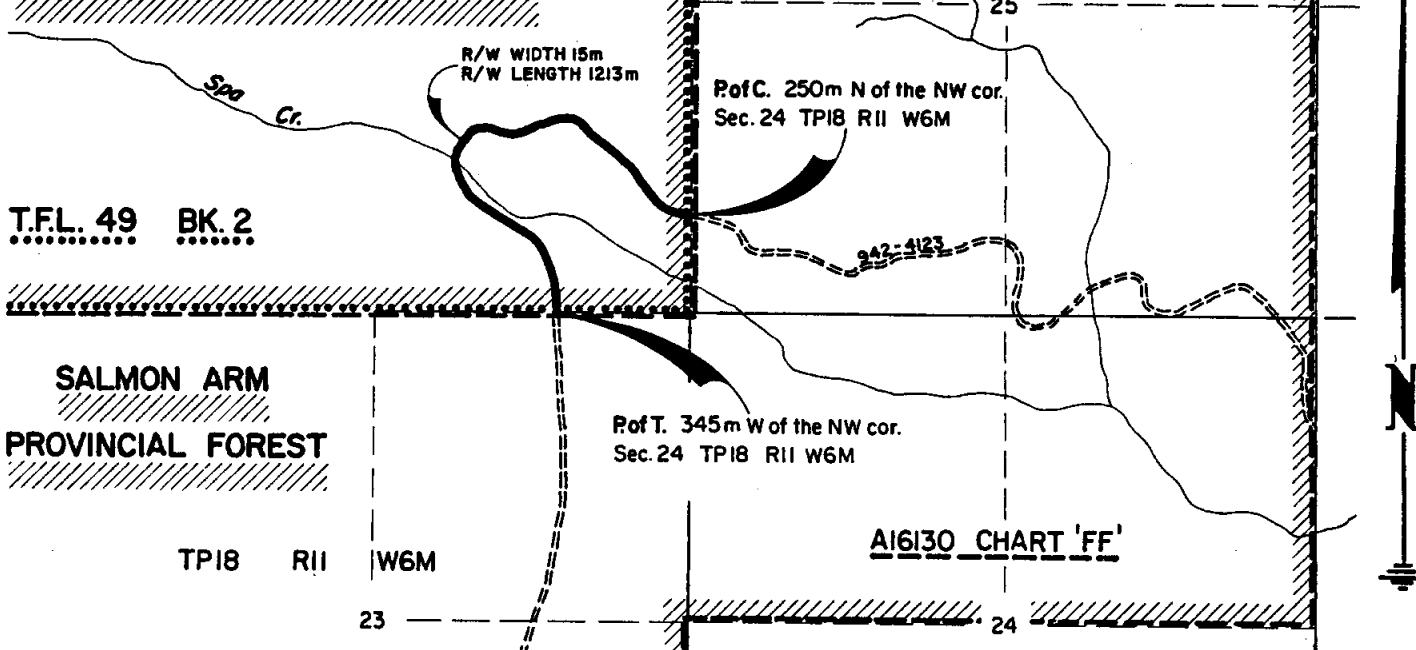 25
R/W WIDTH 15m
R/W LENGTH 1213m
Spa Cr.
P.of C. 250m N of the NW cor.
Sec. 24 TP18 R11 W6M
T.F.L. 49 BK. 2
942-4123
SALMON ARM
PROVINCIAL FOREST
P.of T. 345m W of the NW cor.
Sec. 24 TP18 R11 W6M
N
A16130 CHART 'FF'
TP18 R11 W6M
23
24